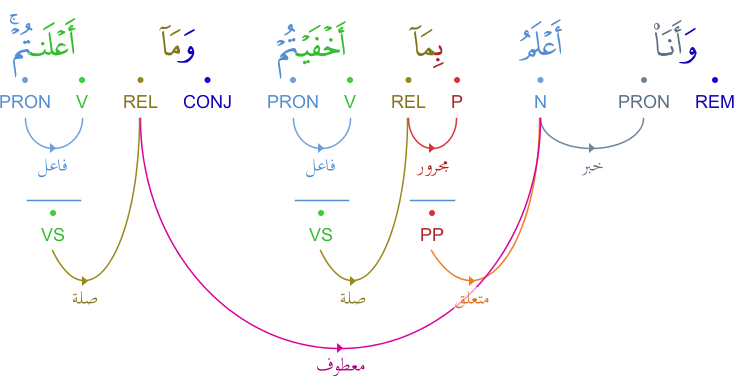 وَأَنَا۠ أَعْلَمُ بِمَآ أَخْفَيْتُمْ وَمَآ أَعْلَنتُمْ ۚ
REM PRON N P REL V PRON CONJ REL V PRON
خبر مجرور فاعل فاعل
PP VS VS
متعلق صلة صلة
معطوف